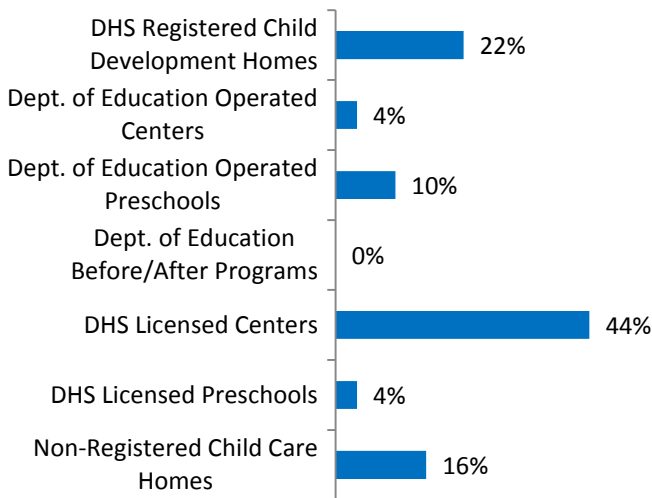 DHS Registered Child
Development Homes
22%
Dept. of Education Operated
Centers
4%
Dept. of Education Operated
Preschools
10%
Dept. of Education
Before/After Programs
0%
DHS Licensed Centers
44%
DHS Licensed Preschools
4%
Non-Registered Child Care
Homes
16%